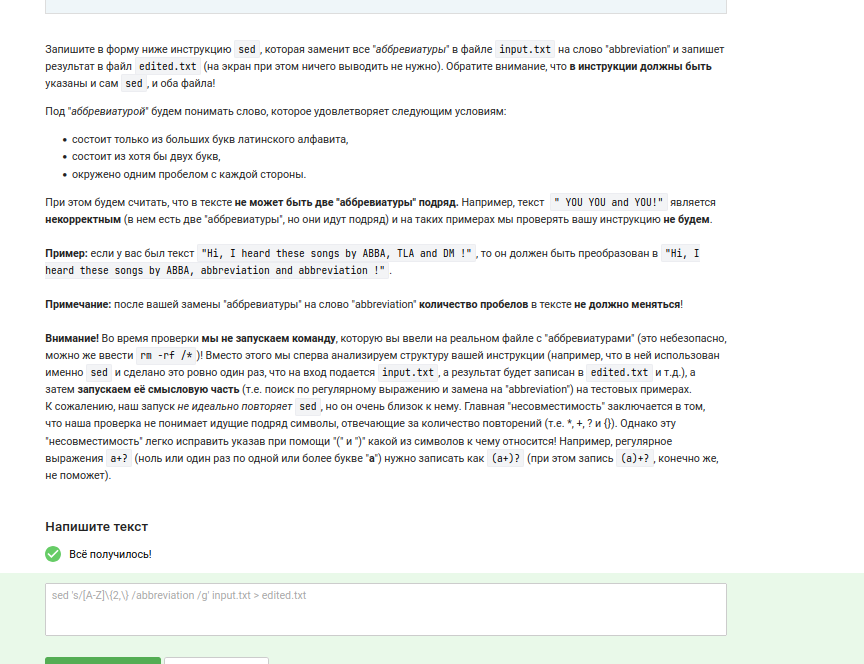 Запишите в форму ниже инструкцию sed, которая заменит все "аббревиатуры" в файле input.txt на слово "abbreviation" и запишет
результат в файл edited.txt (на экран при этом ничего выводить не нужно). Обратите внимание, что в инструкции должны быть
указаны и сам sed, и оба файла!
Под "аббревиатурой" будем понимать слово, которое удовлетворяет следующим условиям:
• состоит только из больших букв латинского алфавита,
• состоит из хотя бы двух букв,
• окружено одним пробелом с каждой стороны.
При этом будем считать, что в тексте не может быть две "аббревиатуры" подряд. Например, текст " YOU YOU and YOU!" является
некорректным (в нем есть две "аббревиатуры", но они идут подряд) и на таких примерах мы проверять вашу инструкцию не будем.
Пример: если у вас был текст "Hi, I heard these songs by ABBA, TLA and DM !", то он должен быть преобразован в "Hi, I
heard these songs by ABBA, abbreviation and abbreviation !".
Примечание: после вашей замены "аббревиатуры" на слово "abbreviation" количество пробелов в тексте не должно меняться!
Внимание! Во время проверки мы не запускаем команду, которую вы ввели на реальном файле с "аббревиатурами" (это небезопасно,
можно же ввести rm -rf /* )! Вместо этого мы сперва анализируем структуру вашей инструкции (например, что в ней использован
именно sed и сделано это ровно один раз, что на вход подается input.txt, а результат будет записан в edited.txt и т.д.), а
затем запускаем её смысловую часть (т.е. поиск по регулярному выражению и замена на "abbreviation") на тестовых примерах.
К сожалению, наш запуск не идеально повторяет sed, но он очень близок к нему. Главная "несовместимость" заключается в том,
что наша проверка не понимает идущие подряд символы, отвечающие за количество повторений (т.е. *, +, ? и {}). Однако эту
"несовместимость" легко исправить указав при помощи "(" и ")" какой из символов к чему относится! Например, регулярное
выражения a+? (ноль или один раз по одной или более букве "a") нужно записать как (a+)? (при этом запись (a)+?, конечно же,
не поможет).
Напишите текст
Всё получилось!
sed 's/[A-Z]\{2,\} /abbreviation /g' input.txt > edited.txt